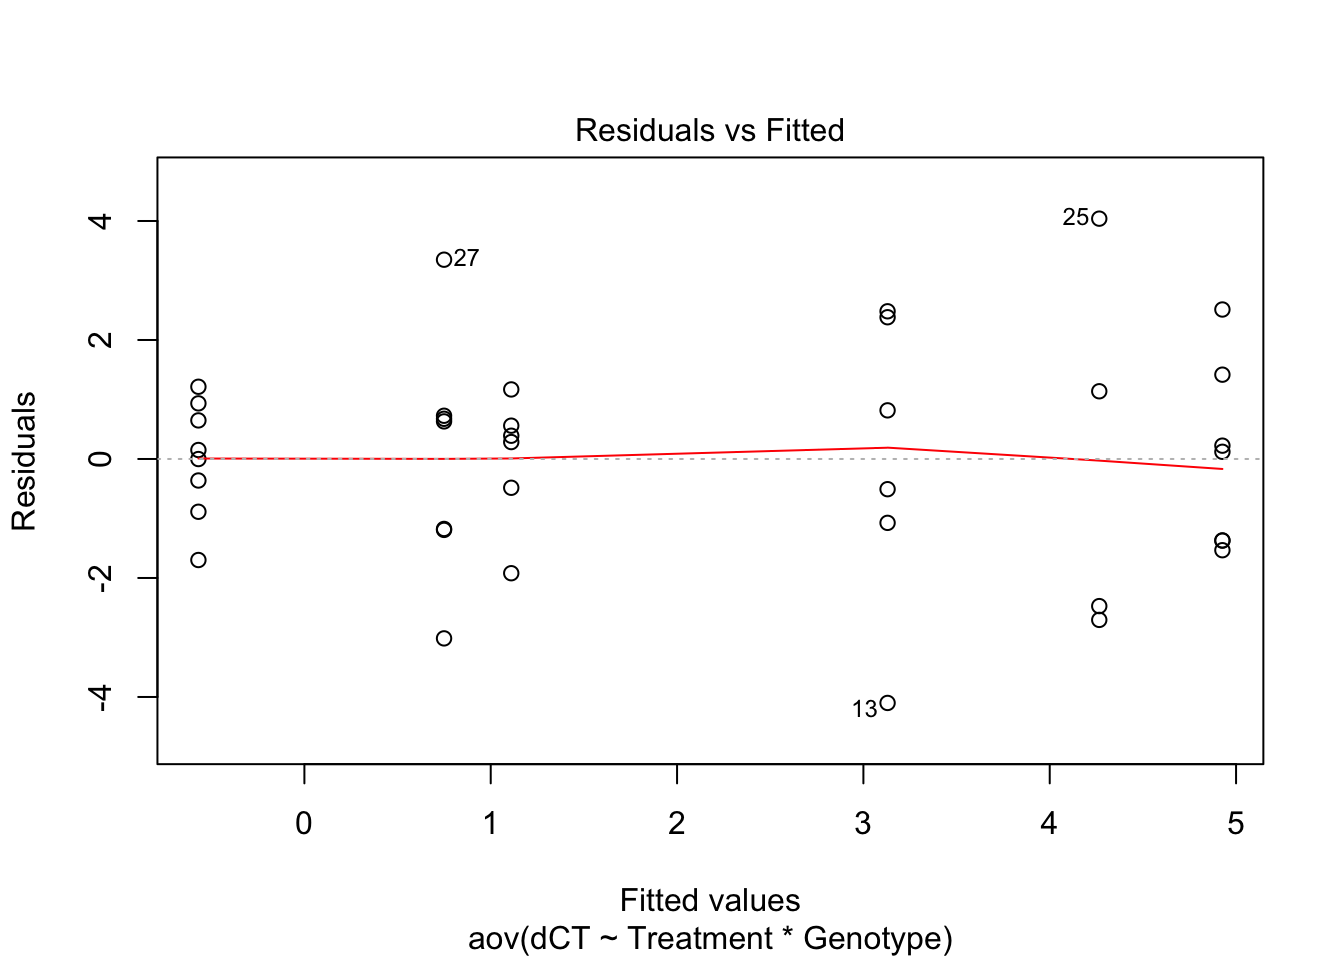 Residuals vs Fitted
Residuals
4
2
0
-2
-4
27
25
13
0 1 2 3 4 5
Fitted values
aov(dCT ~ Treatment * Genotype)